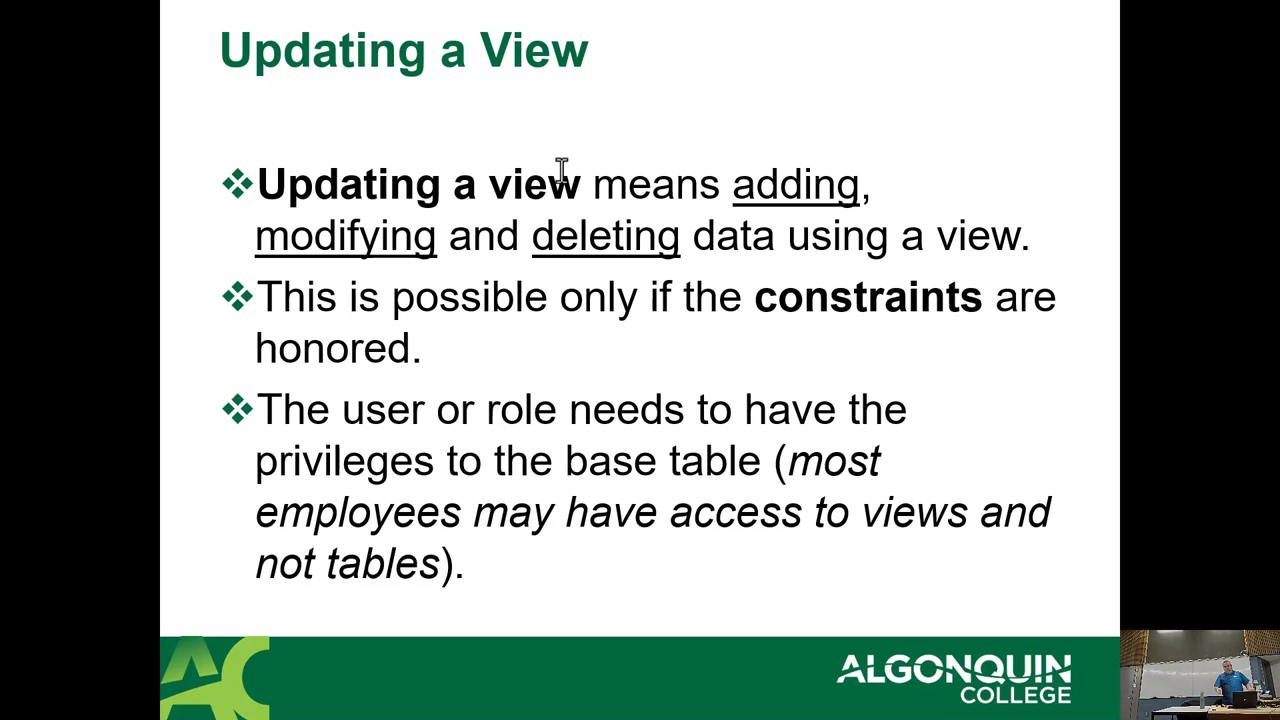 Updating a View
Updating a view means adding,
modifying and deleting data using a view.
This is possible only if the constraints are
honored.
The user or role needs to have the
privileges to the base table (most
employees may have access to views and
not tables).
AC
ALGONQUIN
COLLEGE